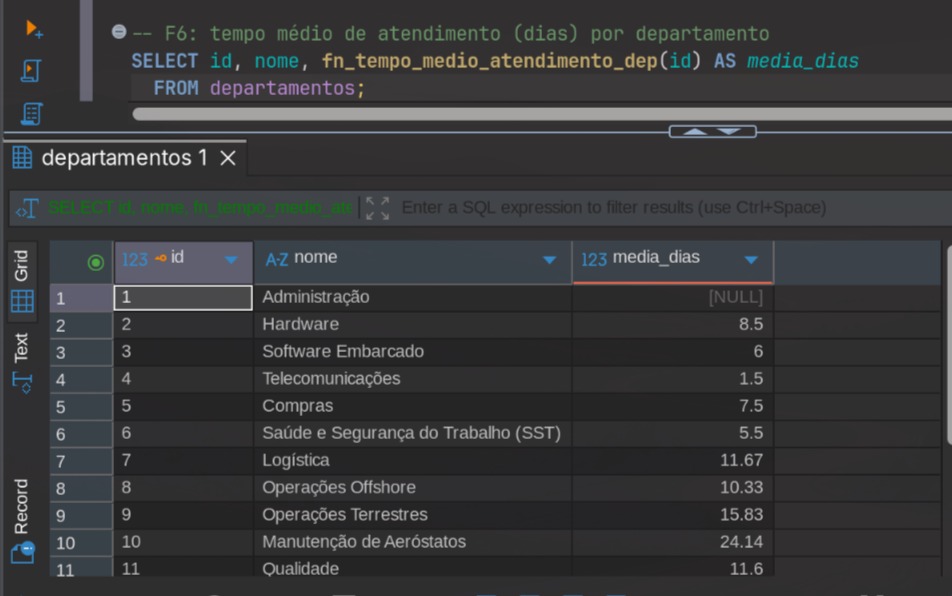 -- F6: tempo médio de atendimento (dias) por departamento
SELECT id, nome, fn_tempo_medio_atendimento_dep(id) AS media_dias
FROM departamentos;
departamentos 1
SELECT id, nome, fn_tempo_medio_ate Enter a SQL expression to filter results (use Ctrl+Space)
Grid
Text
Record
123 id A-Z nome 123 media_dias
1 1 Administração [NULL]
2 2 Hardware 8.5
3 3 Software Embarcado 6
4 4 Telecomunicações 1.5
5 5 Compras 7.5
6 6 Saúde e Segurança do Trabalho (SST) 5.5
7 7 Logística 11.67
8 8 Operações Offshore 10.33
9 9 Operações Terrestres 15.83
10 10 Manutenção de Aeróstatos 24.14
11 11 Qualidade 11.6